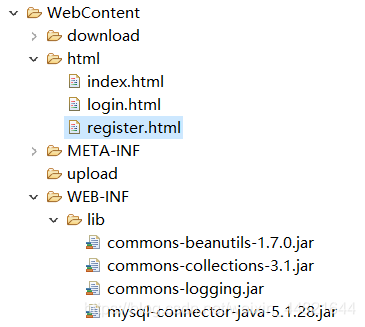 WebContent
download
html
index.html
login.html
register.html
META-INF
upload
WEB-INF
lib
commons-beanutils-1.7.0.jar
commons-collections-3.1.jar
commons-logging.jar
mysql-connector-java-5.1.28.jar